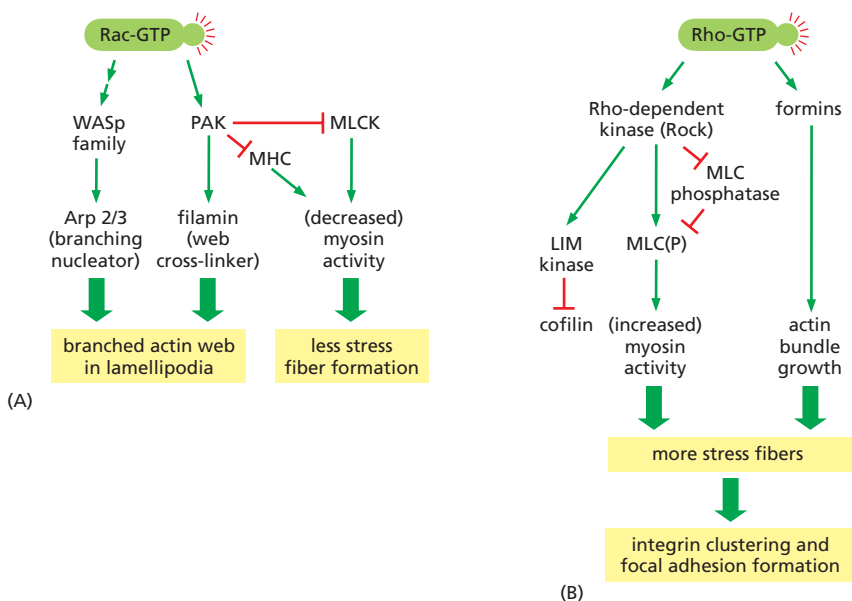 Rac-GTP
WASp
family
PAK
MLCK
MHC
Arp 2/3
(branching
nucleator)
filamin
(web
cross-linker)
(decreased)
myosin
activity
branched actin web
in lamellipodia
less stress
fiber formation
(A)
Rho-GTP
Rho-dependent
kinase (Rock)
formins
MLC
phosphatase
LIM
kinase
MLC(P)
cofilin
(increased)
myosin
activity
actin
bundle
growth
more stress fibers
integrin clustering and
focal adhesion formation
(B)